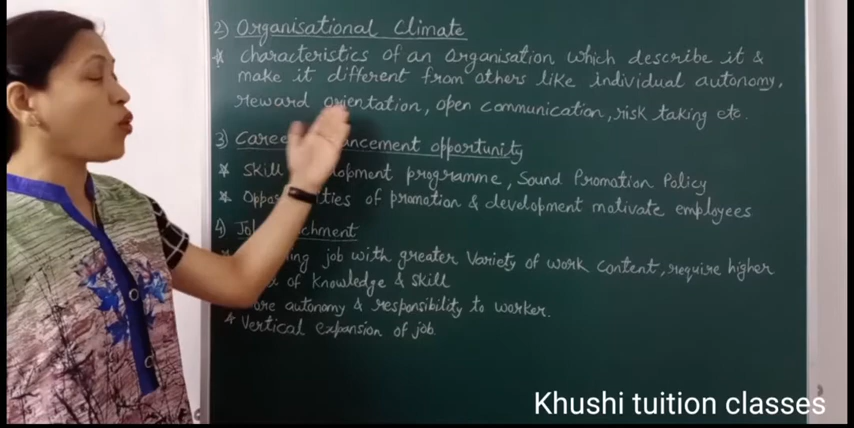 2) Organisational Climate
* characteristics of an Organisation which describe it &
make it different from others like individual autonomy,
reward orientation, open communication, risk taking etc.
3) Caree ancement opportunity
* Skill lopment programme, Sound Promotion Policy
* Oppo ties of promotion & development motivate employees
4) Jo chment
ing job with greater Variety of work content, require higher
of Knowledge & Skill
ore autonomy & responsibility to worker.
* Vertical expansion of job.
Khushi tuition classes